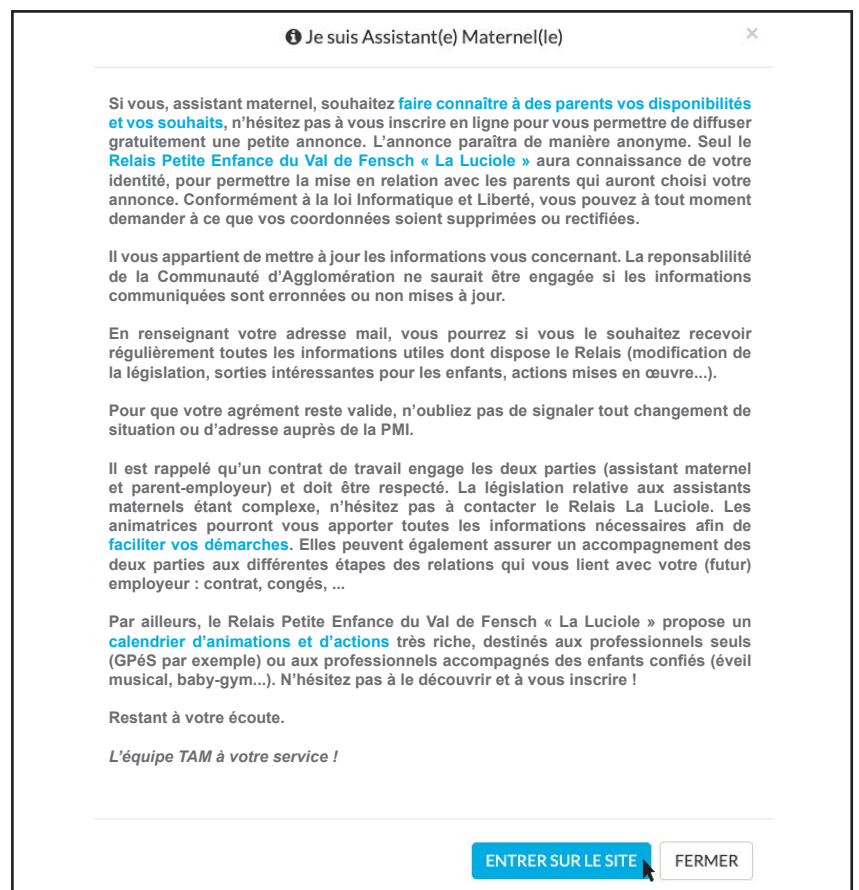 Je suis Assistant(e) Maternel(le)
×
Si vous, assistant maternel, souhaitez faire connaître à des parents vos disponibilités
et vos souhaits, n'hésitez pas à vous inscrire en ligne pour vous permettre de diffuser
gratuitement une petite annonce. L'annonce paraîtra de manière anonyme. Seul le
Relais Petite Enfance du Val de Fensch « La Luciole » aura connaissance de votre
identité, pour permettre la mise en relation avec les parents qui auront choisi votre
annonce. Conformément à la loi Informatique et Liberté, vous pouvez à tout moment
demander à ce que vos coordonnées soient supprimées ou rectifiées.
Il vous appartient de mettre à jour les informations vous concernant. La reponsablilité
de la Communauté d'Agglomération ne saurait être engagée si les informations
communiquées sont erronnées ou non mises à jour.
En renseignant votre adresse mail, vous pourrez si vous le souhaitez recevoir
régulièrement toutes les informations utiles dont dispose le Relais (modification de
la législation, sorties intéressantes pour les enfants, actions mises en œuvre...).
Pour que votre agrément reste valide, n'oubliez pas de signaler tout changement de
situation ou d'adresse auprès de la PMI.
Il est rappelé qu'un contrat de travail engage les deux parties (assistant maternel
et parent-employeur) et doit être respecté. La législation relative aux assistants
maternels étant complexe, n'hésitez pas à contacter le Relais La Luciole. Les
animatrices pourront vous apporter toutes les informations nécessaires afin de
faciliter vos démarches. Elles peuvent également assurer un accompagnement des
deux parties aux différentes étapes des relations qui vous lient avec votre (futur)
employeur : contrat, congés, ...
Par ailleurs, le Relais Petite Enfance du Val de Fensch « La Luciole » propose un
calendrier d'animations et d'actions très riche, destinés aux professionnels seuls
(GPéS par exemple) ou aux professionnels accompagnés des enfants confiés (éveil
musical, baby-gym...). N'hésitez pas à le découvrir et à vous inscrire !
Restant à votre écoute.
L'équipe TAM à votre service !
ENTRER SUR LE SITE
FERMER